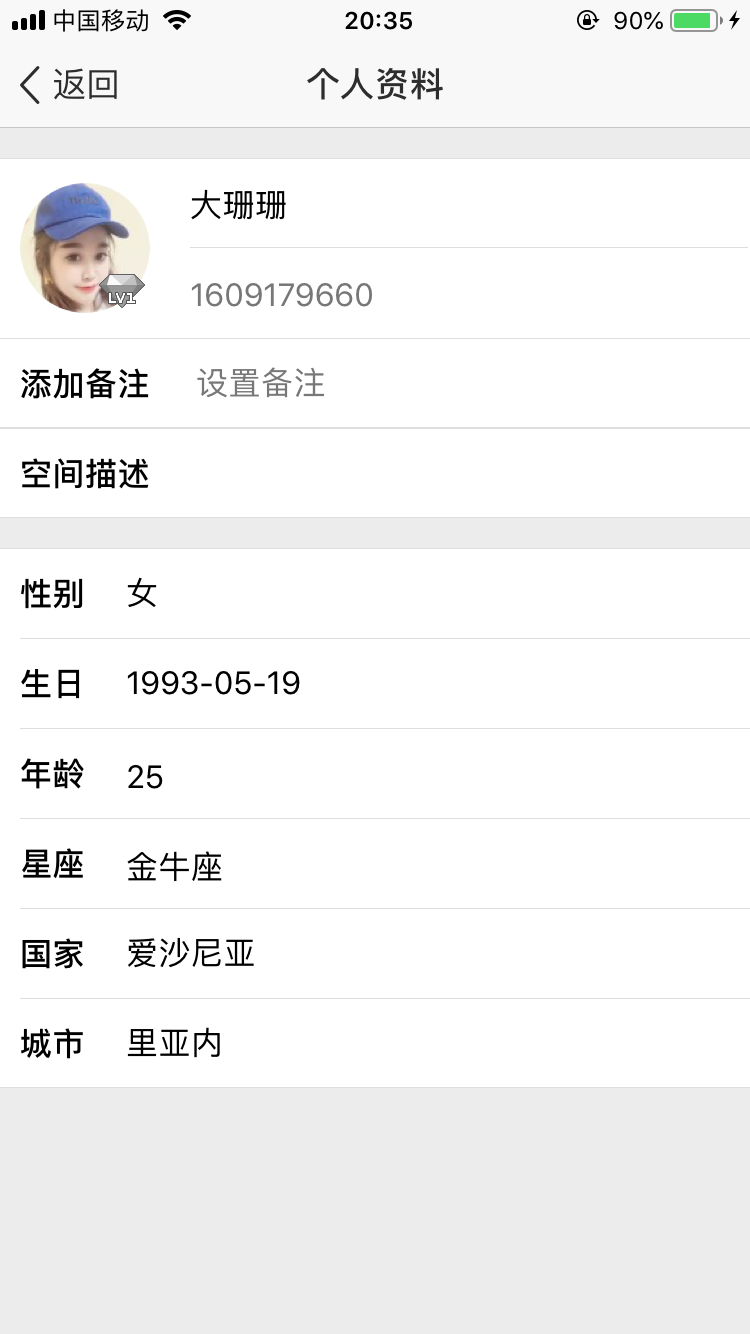 中国移动 20:35 90%
返回 个人资料
大珊珊
LV1
1609179660
添加备注 设置备注
空间描述
性别 女
生日 1993-05-19
年龄 25
星座 金牛座
国家 爱沙尼亚
城市 里亚内